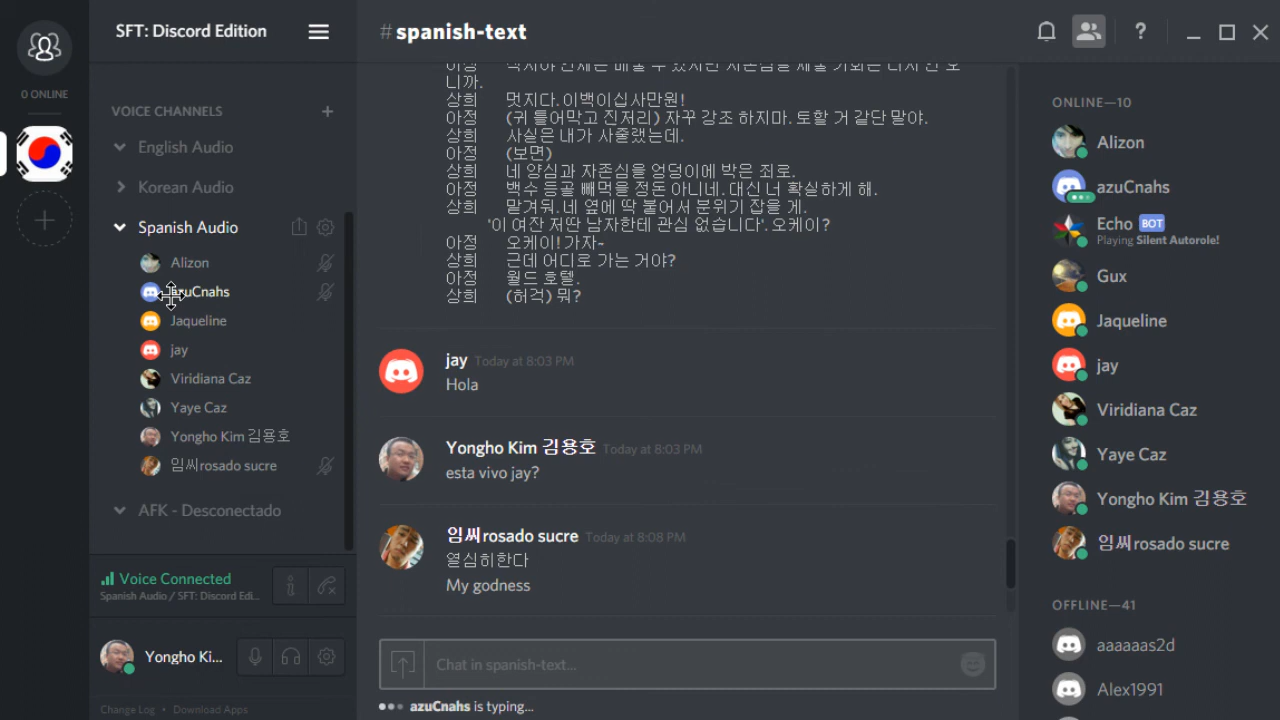 SFT: Discord Edition
0 ONLINE
VOICE CHANNELS
English Audio
Korean Audio
Spanish Audio
Alizon
azuCnahs
Jaqueline
jay
Viridiana Caz
Yaye Caz
Yongho Kim 김용호
임씨rosado sucre
AFK - Desconectado
Voice Connected
Spanish Audio / SFT: Discord Edi...
Yongho Ki...
Change Log • Download Apps
#spanish-text
니까.
상희 멋지다. 이백이십사만원!
아정 (귀 틀어막고 진저리) 자꾸 강조 하지마. 토할 거 같단 말야.
상희 사실은 내가 사줄랬는데.
아정 (보면)
상희 네 양심과 자존심을 엉덩이에 박은 죄로.
아정 백수 등골 빼먹을 정돈 아니네. 대신 너 확실하게 해.
상희 맡겨둬. 네 옆에 딱 붙어서 분위기 잡을 게.
'이 여잔 저딴 남자한테 관심 없습니다'. 오케이?
아정 오케이! 가자~
상희 근데 어디로 가는 거야?
아정 월드 호텔.
상희 (허걱) 뭐?
jay Today at 8:03 PM
Hola
Yongho Kim 김용호 Today at 8:03 PM
esta vivo jay?
임씨rosado sucre Today at 8:08 PM
열심히한다
My godness
Chat in spanish-text...
azuCnahs is typing...
ONLINE—10
Alizon
azuCnahs
Echo BOT
Playing Silent Autorole!
Gux
Jaqueline
jay
Viridiana Caz
Yaye Caz
Yongho Kim 김용호
임씨rosado sucre
OFFLINE—41
aaaaaas2d
Alex1991